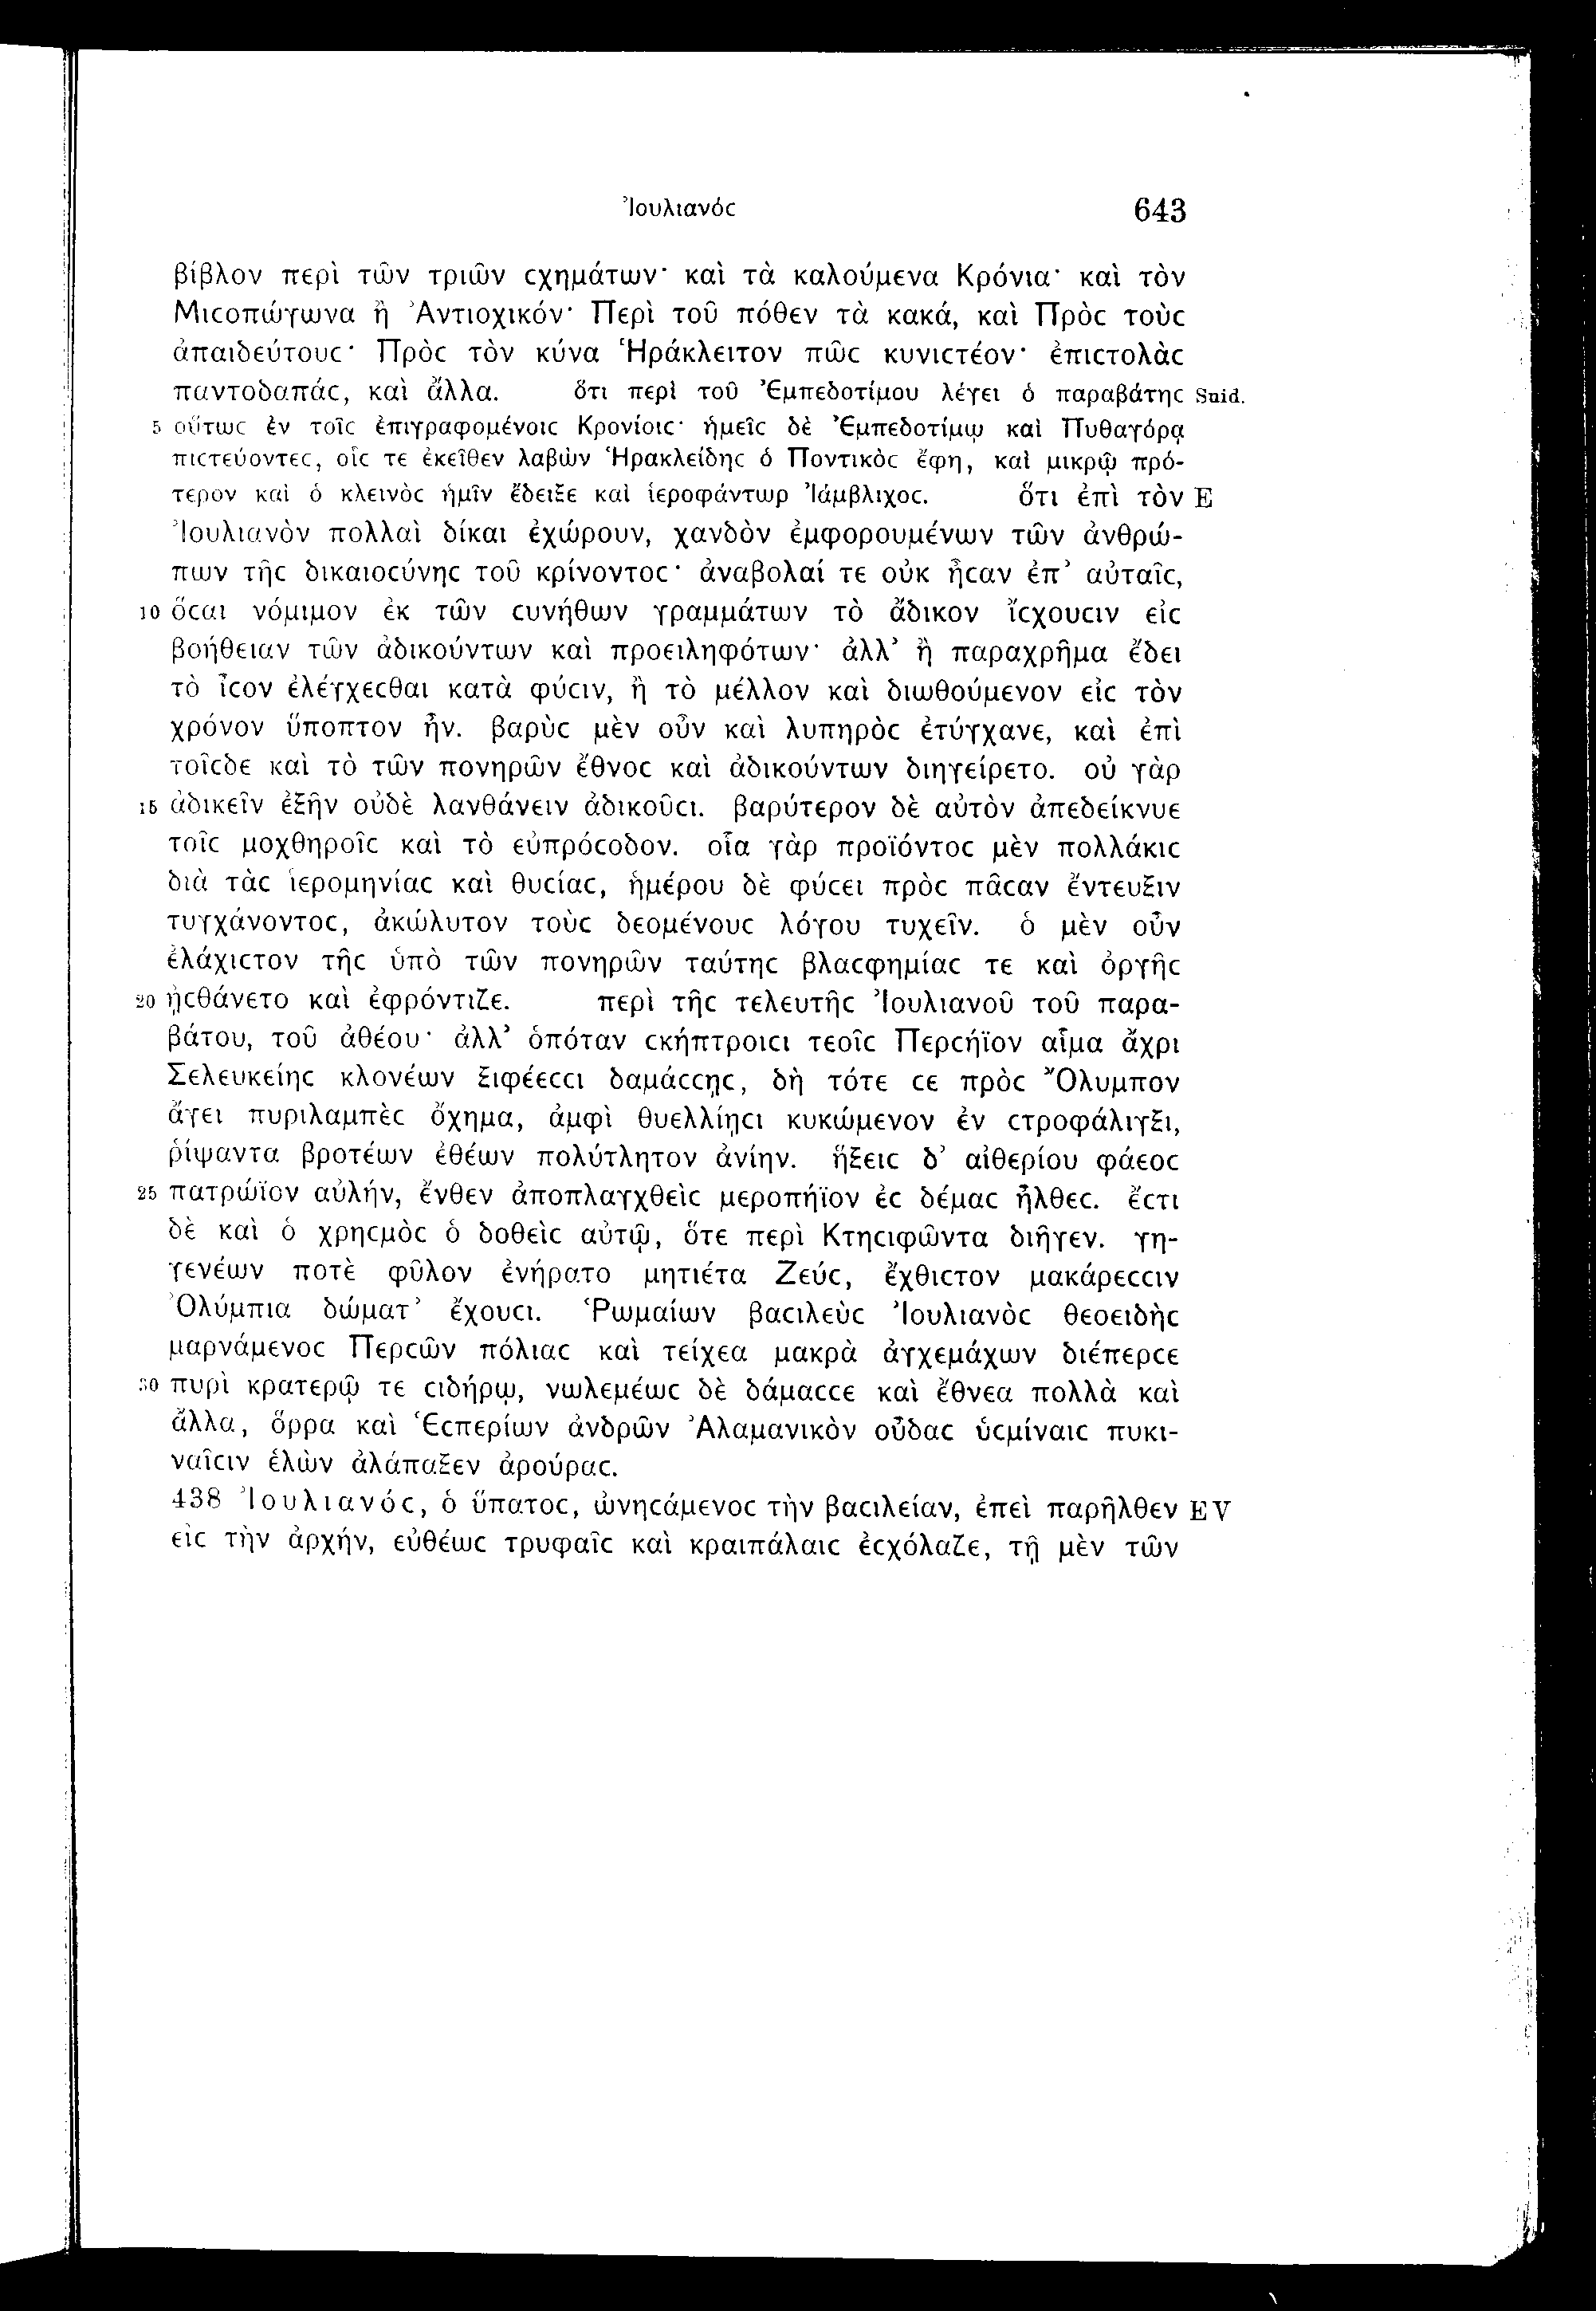 Ἰουλιανόϲ 643
βίβλον περὶ τῶν τριῶν ϲχημάτων· καὶ τὰ καλούμενα Κρόνια· καὶ τὸν
Μιϲοπώγωνα ἢ Ἀντιοχικόν· Περὶ τοῦ πόθεν τὰ κακά, καὶ Πρὸϲ τοὺϲ
ἀπαιδεύτουϲ· Πρὸϲ τὸν κύνα Ἡράκλειτον πῶϲ κυνιϲτέον· ἐπιϲτολὰϲ
παντοδαπάϲ, καὶ ἄλλα. ὅτι περὶ τοῦ Ἐμπεδοτίμου λέγει ὁ παραβάτηϲ Suid.
5 οὕτωϲ ἐν τοῖϲ ἐπιγραφομένοιϲ Κρονίοιϲ· ἡμεῖϲ δὲ Ἐμπεδοτίμῳ καὶ Πυθαγόρᾳ
πιϲτεύοντεϲ, οἷϲ τε ἐκεῖθεν λαβὼν Ἡρακλείδηϲ ὁ Ποντικὸϲ ἔφη, καὶ μικρῷ πρό-
τερον καὶ ὁ κλεινὸϲ ἡμῖν ἔδειξε καὶ ἱεροφάντωρ Ἰάμβλιχοϲ. ὅτι ἐπὶ τὸν E
Ἰουλιανὸν πολλαὶ δίκαι ἐχώρουν, χανδὸν ἐμφορουμένων τῶν ἀνθρώ-
πων τῆϲ δικαιοϲύνηϲ τοῦ κρίνοντοϲ· ἀναβολαί τε οὐκ ἦϲαν ἐπ’ αὐταῖϲ,
10 ὅϲαι νόμιμον ἐκ τῶν ϲυνήθων γραμμάτων τὸ ἄδικον ἴϲχουϲιν εἰϲ
βοήθειαν τῶν ἀδικούντων καὶ προειληφότων· ἀλλ’ ἢ παραχρῆμα ἔδει
τὸ ἴϲον ἐλέγχεϲθαι κατὰ φύϲιν, ἢ τὸ μέλλον καὶ διωθούμενον εἰϲ τὸν
χρόνον ὕποπτον ἦν. βαρὺϲ μὲν οὖν καὶ λυπηρὸϲ ἐτύγχανε, καὶ ἐπὶ
τοῖϲδε καὶ τὸ τῶν πονηρῶν ἔθνοϲ καὶ ἀδικούντων διηγείρετο. οὐ γὰρ
15 ἀδικεῖν ἐξῆν οὐδὲ λανθάνειν ἀδικοῦϲι. βαρύτερον δὲ αὐτὸν ἀπεδείκνυε
τοῖϲ μοχθηροῖϲ καὶ τὸ εὐπρόϲοδον. οἷα γὰρ προϊόντοϲ μὲν πολλάκιϲ
διὰ τὰϲ ἱερομηνίαϲ καὶ θυϲίαϲ, ἡμέρου δὲ φύϲει πρὸϲ πᾶϲαν ἔντευξιν
τυγχάνοντοϲ, ἀκώλυτον τοὺϲ δεομένουϲ λόγου τυχεῖν. ὁ μὲν οὖν
ἐλάχιϲτον τῆϲ ὑπὸ τῶν πονηρῶν ταύτηϲ βλαϲφημίαϲ τε καὶ ὀργῆϲ
20 ᾐϲθάνετο καὶ ἐφρόντιζε. περὶ τῆϲ τελευτῆϲ Ἰουλιανοῦ τοῦ παρα-
βάτου, τοῦ ἀθέου· ἀλλ’ ὁπόταν ϲκήπτροιϲι τεοῖϲ Περϲήϊον αἷμα ἄχρι
Σελευκείηϲ κλονέων ξιφέεϲϲι δαμάϲϲῃϲ, δὴ τότε ϲε πρὸϲ Ὄλυμπον
ἄγει πυριλαμπὲϲ ὄχημα, ἀμφὶ θυελλίῃϲι κυκώμενον ἐν ϲτροφάλιγξι,
ῥίψαντα βροτέων ἐθέων πολύτλητον ἀνίην. ἥξειϲ δ’ αἰθερίου φάεοϲ
25 πατρώϊον αὐλήν, ἔνθεν ἀποπλαγχθεὶϲ μεροπήϊον ἐϲ δέμαϲ ἦλθεϲ. ἔϲτι
δὲ καὶ ὁ χρηϲμὸϲ ὁ δοθεὶϲ αὐτῷ, ὅτε περὶ Κτηϲιφῶντα διῆγεν. γη-
γενέων ποτὲ φῦλον ἐνήρατο μητιέτα Ζεύϲ, ἔχθιϲτον μακάρεϲϲιν
Ὀλύμπια δώματ’ ἔχουϲι. Ῥωμαίων βαϲιλεὺϲ Ἰουλιανὸϲ θεοειδὴϲ
μαρνάμενοϲ Περϲῶν πόλιαϲ καὶ τείχεα μακρὰ ἀγχεμάχων διέπερϲε
30 πυρὶ κρατερῷ τε ϲιδήρῳ, νωλεμέωϲ δὲ δάμαϲϲε καὶ ἔθνεα πολλὰ καὶ
ἄλλα, ὄρρα καὶ Ἑϲπερίων ἀνδρῶν Ἀλαμανικὸν οὖδαϲ ὑϲμίναιϲ πυκι-
ναῖϲιν ἑλὼν ἀλάπαξεν ἀρούραϲ.
438 Ἰουλιανόϲ, ὁ ὕπατοϲ, ὠνηϲάμενοϲ τὴν βαϲιλείαν, ἐπεὶ παρῆλθεν EV
εἰϲ τὴν ἀρχήν, εὐθέωϲ τρυφαῖϲ καὶ κραιπάλαιϲ ἐϲχόλαζε, τῇ μὲν τῶν